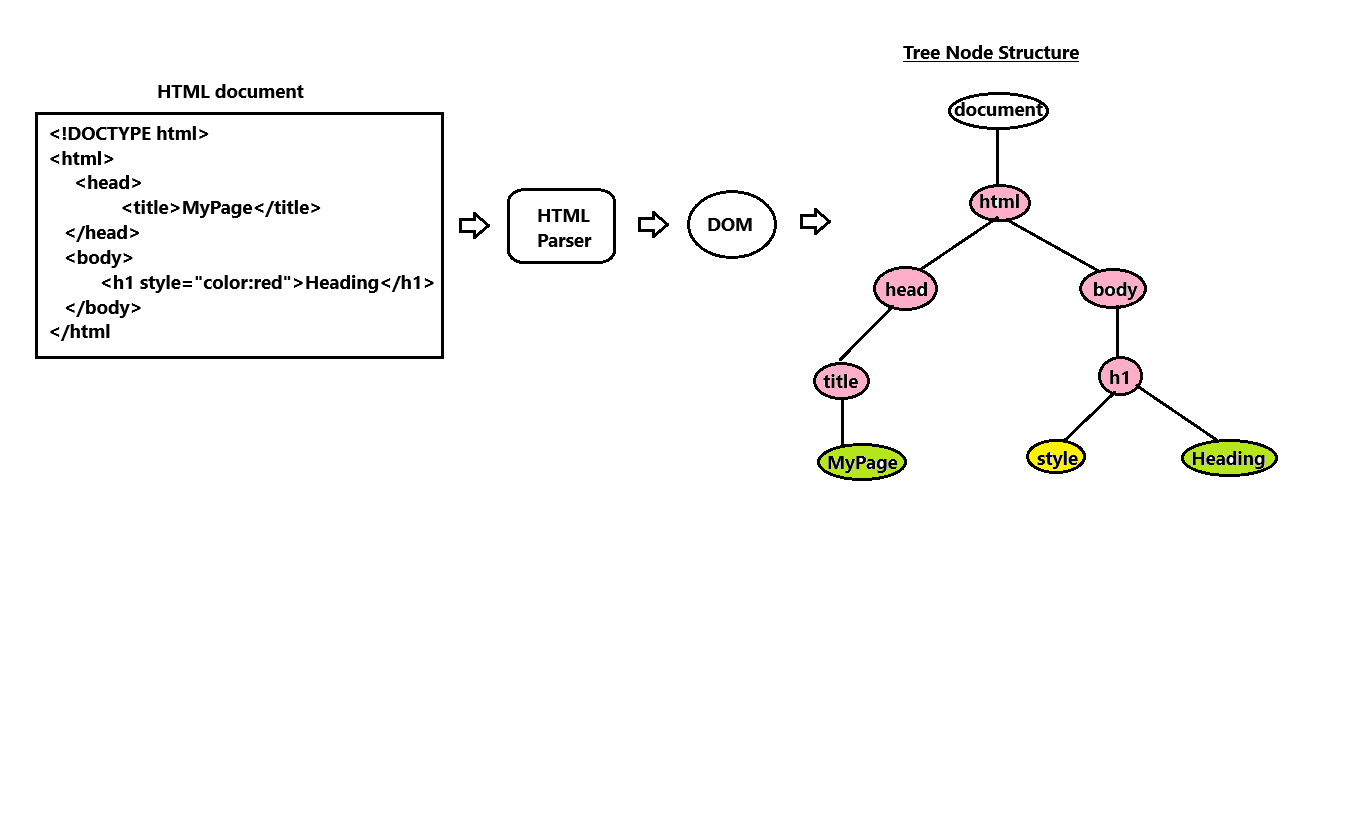 HTML document
<!DOCTYPE html>
<html>
<head>
<title>MyPage</title>
</head>
<body>
<h1 style="color:red">Heading</h1>
</body>
</html
HTML
Parser
DOM
Tree Node Structure
document
html
head
body
title
h1
MyPage
style
Heading